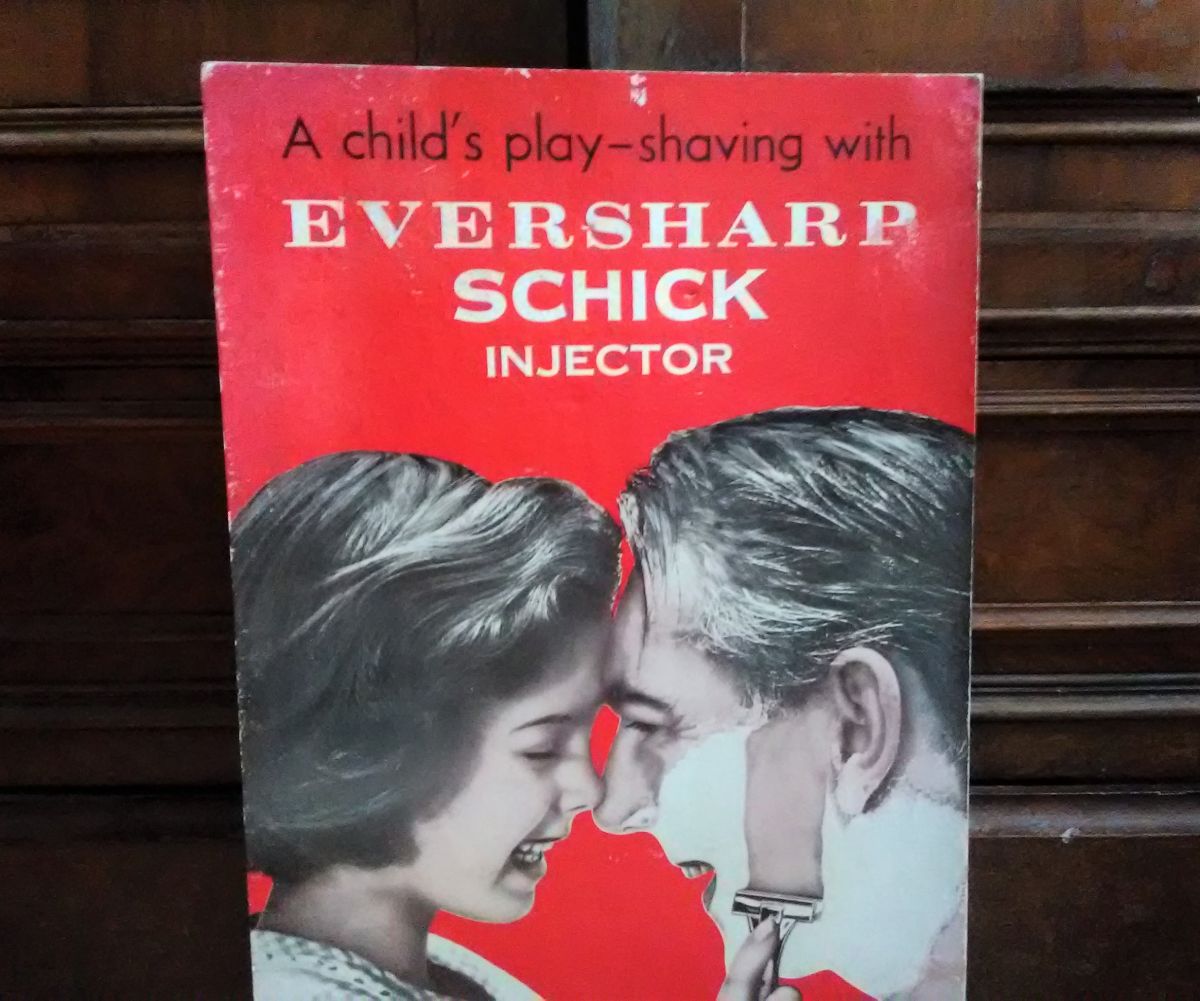 A child's play–shaving with
EVERSHARP
SCHICK
INJECTOR